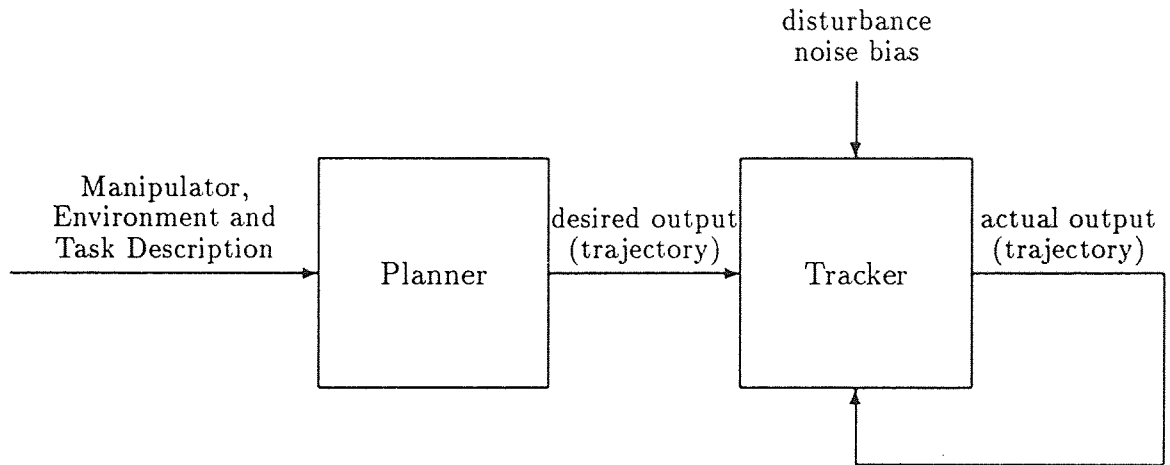 disturbance
noise bias
Manipulator,
Environment and
Task Description
Planner
desired output
(trajectory)
Tracker
actual output
(trajectory)